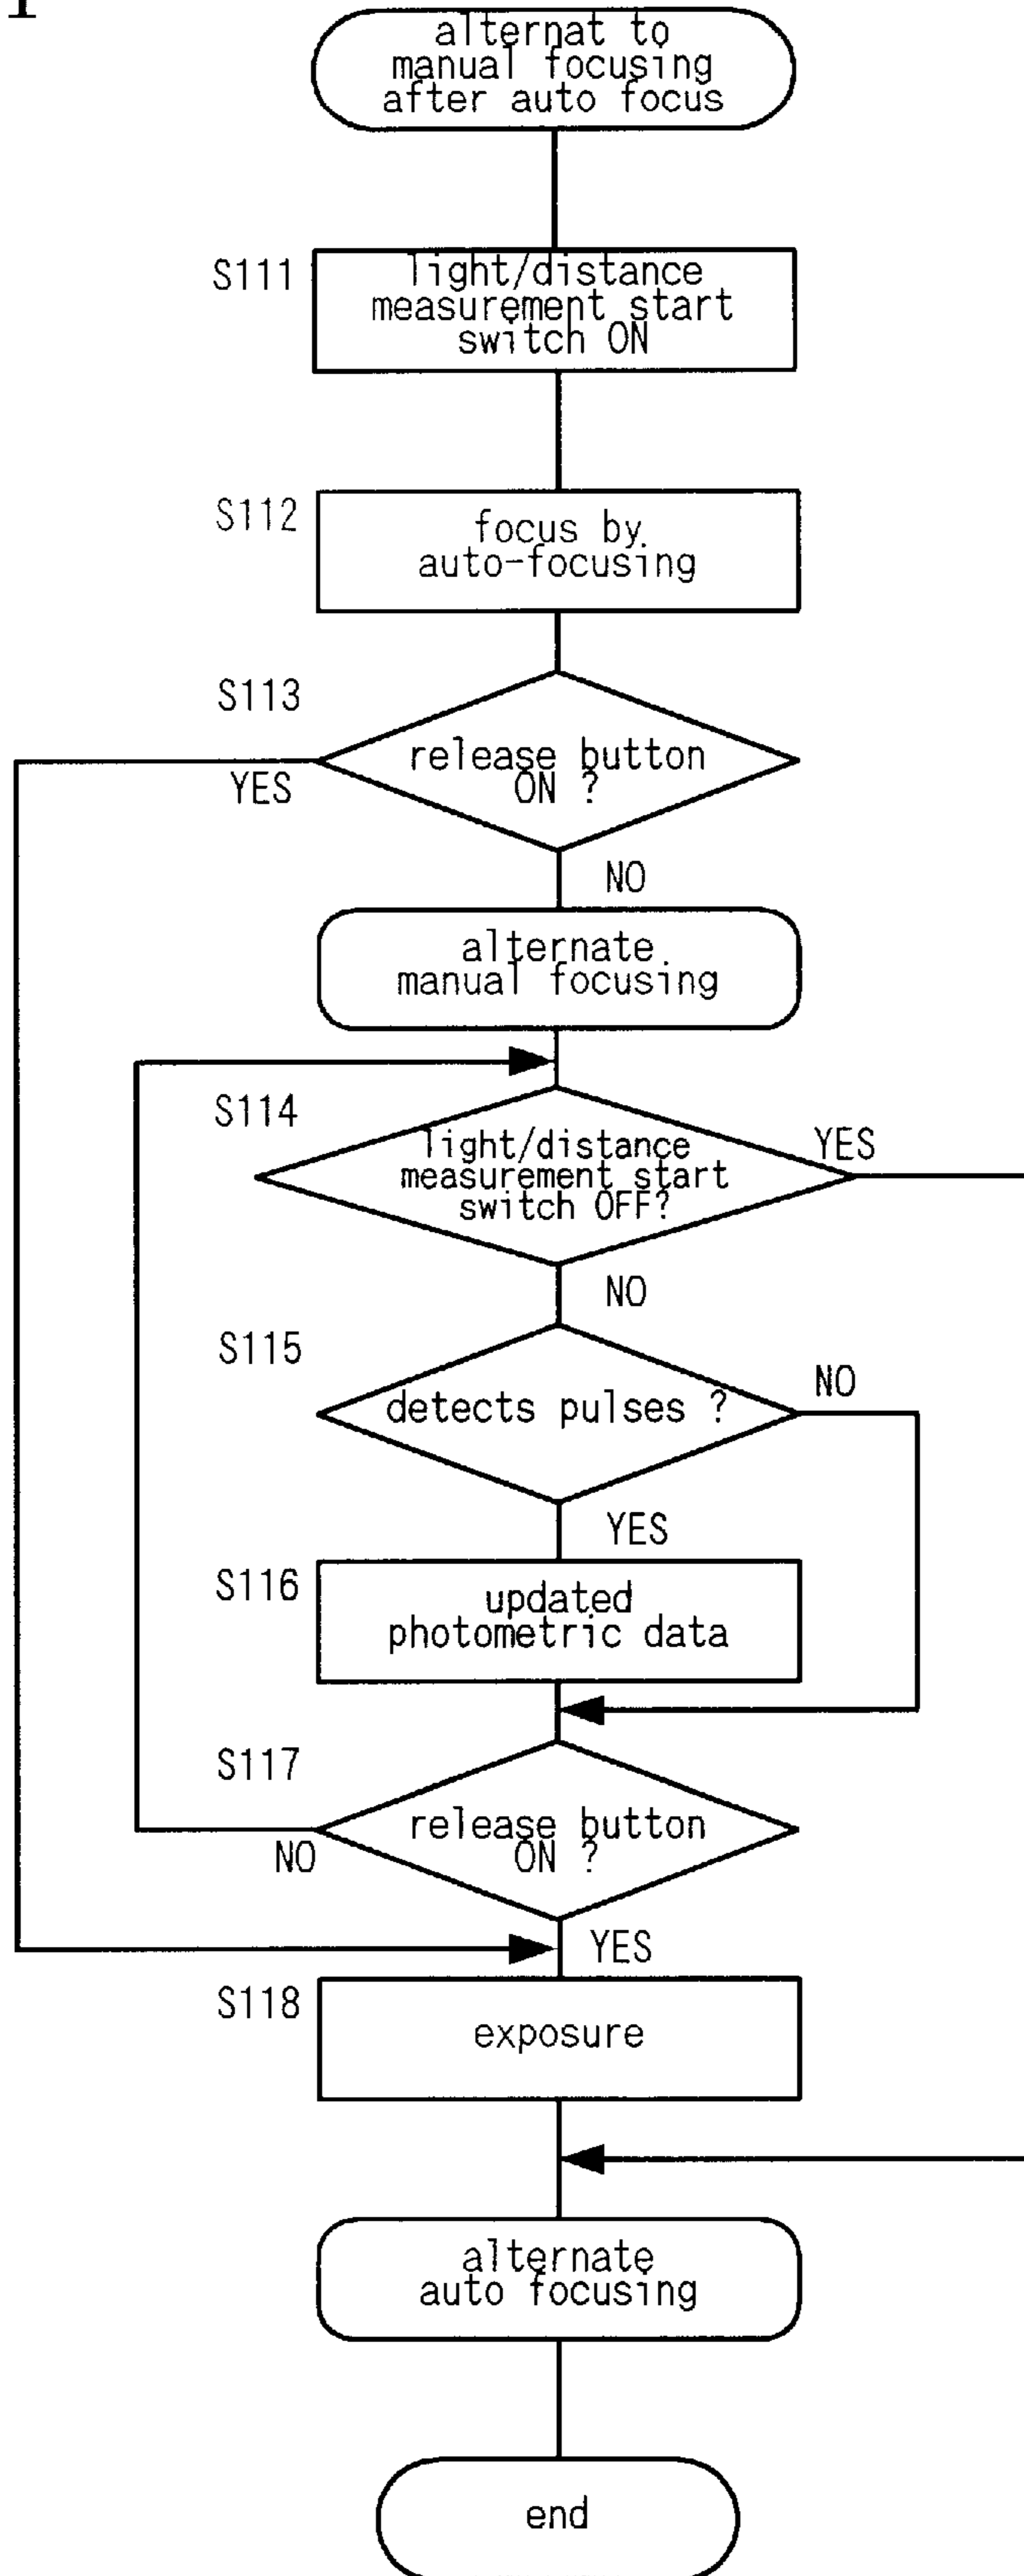 alternat to
manual focusing
after auto focus
S111
light/distance
measurement start
switch ON
S112
focus by
auto-focusing
S113
release button
ON ?
YES
NO
alternate
manual focusing
S114
light/distance
measurement start
switch OFF?
YES
NO
S115
detects pulses ?
NO
YES
S116
updated
photometric data
S117
release button
ON ?
NO
YES
S118
exposure
alternate
auto focusing
end